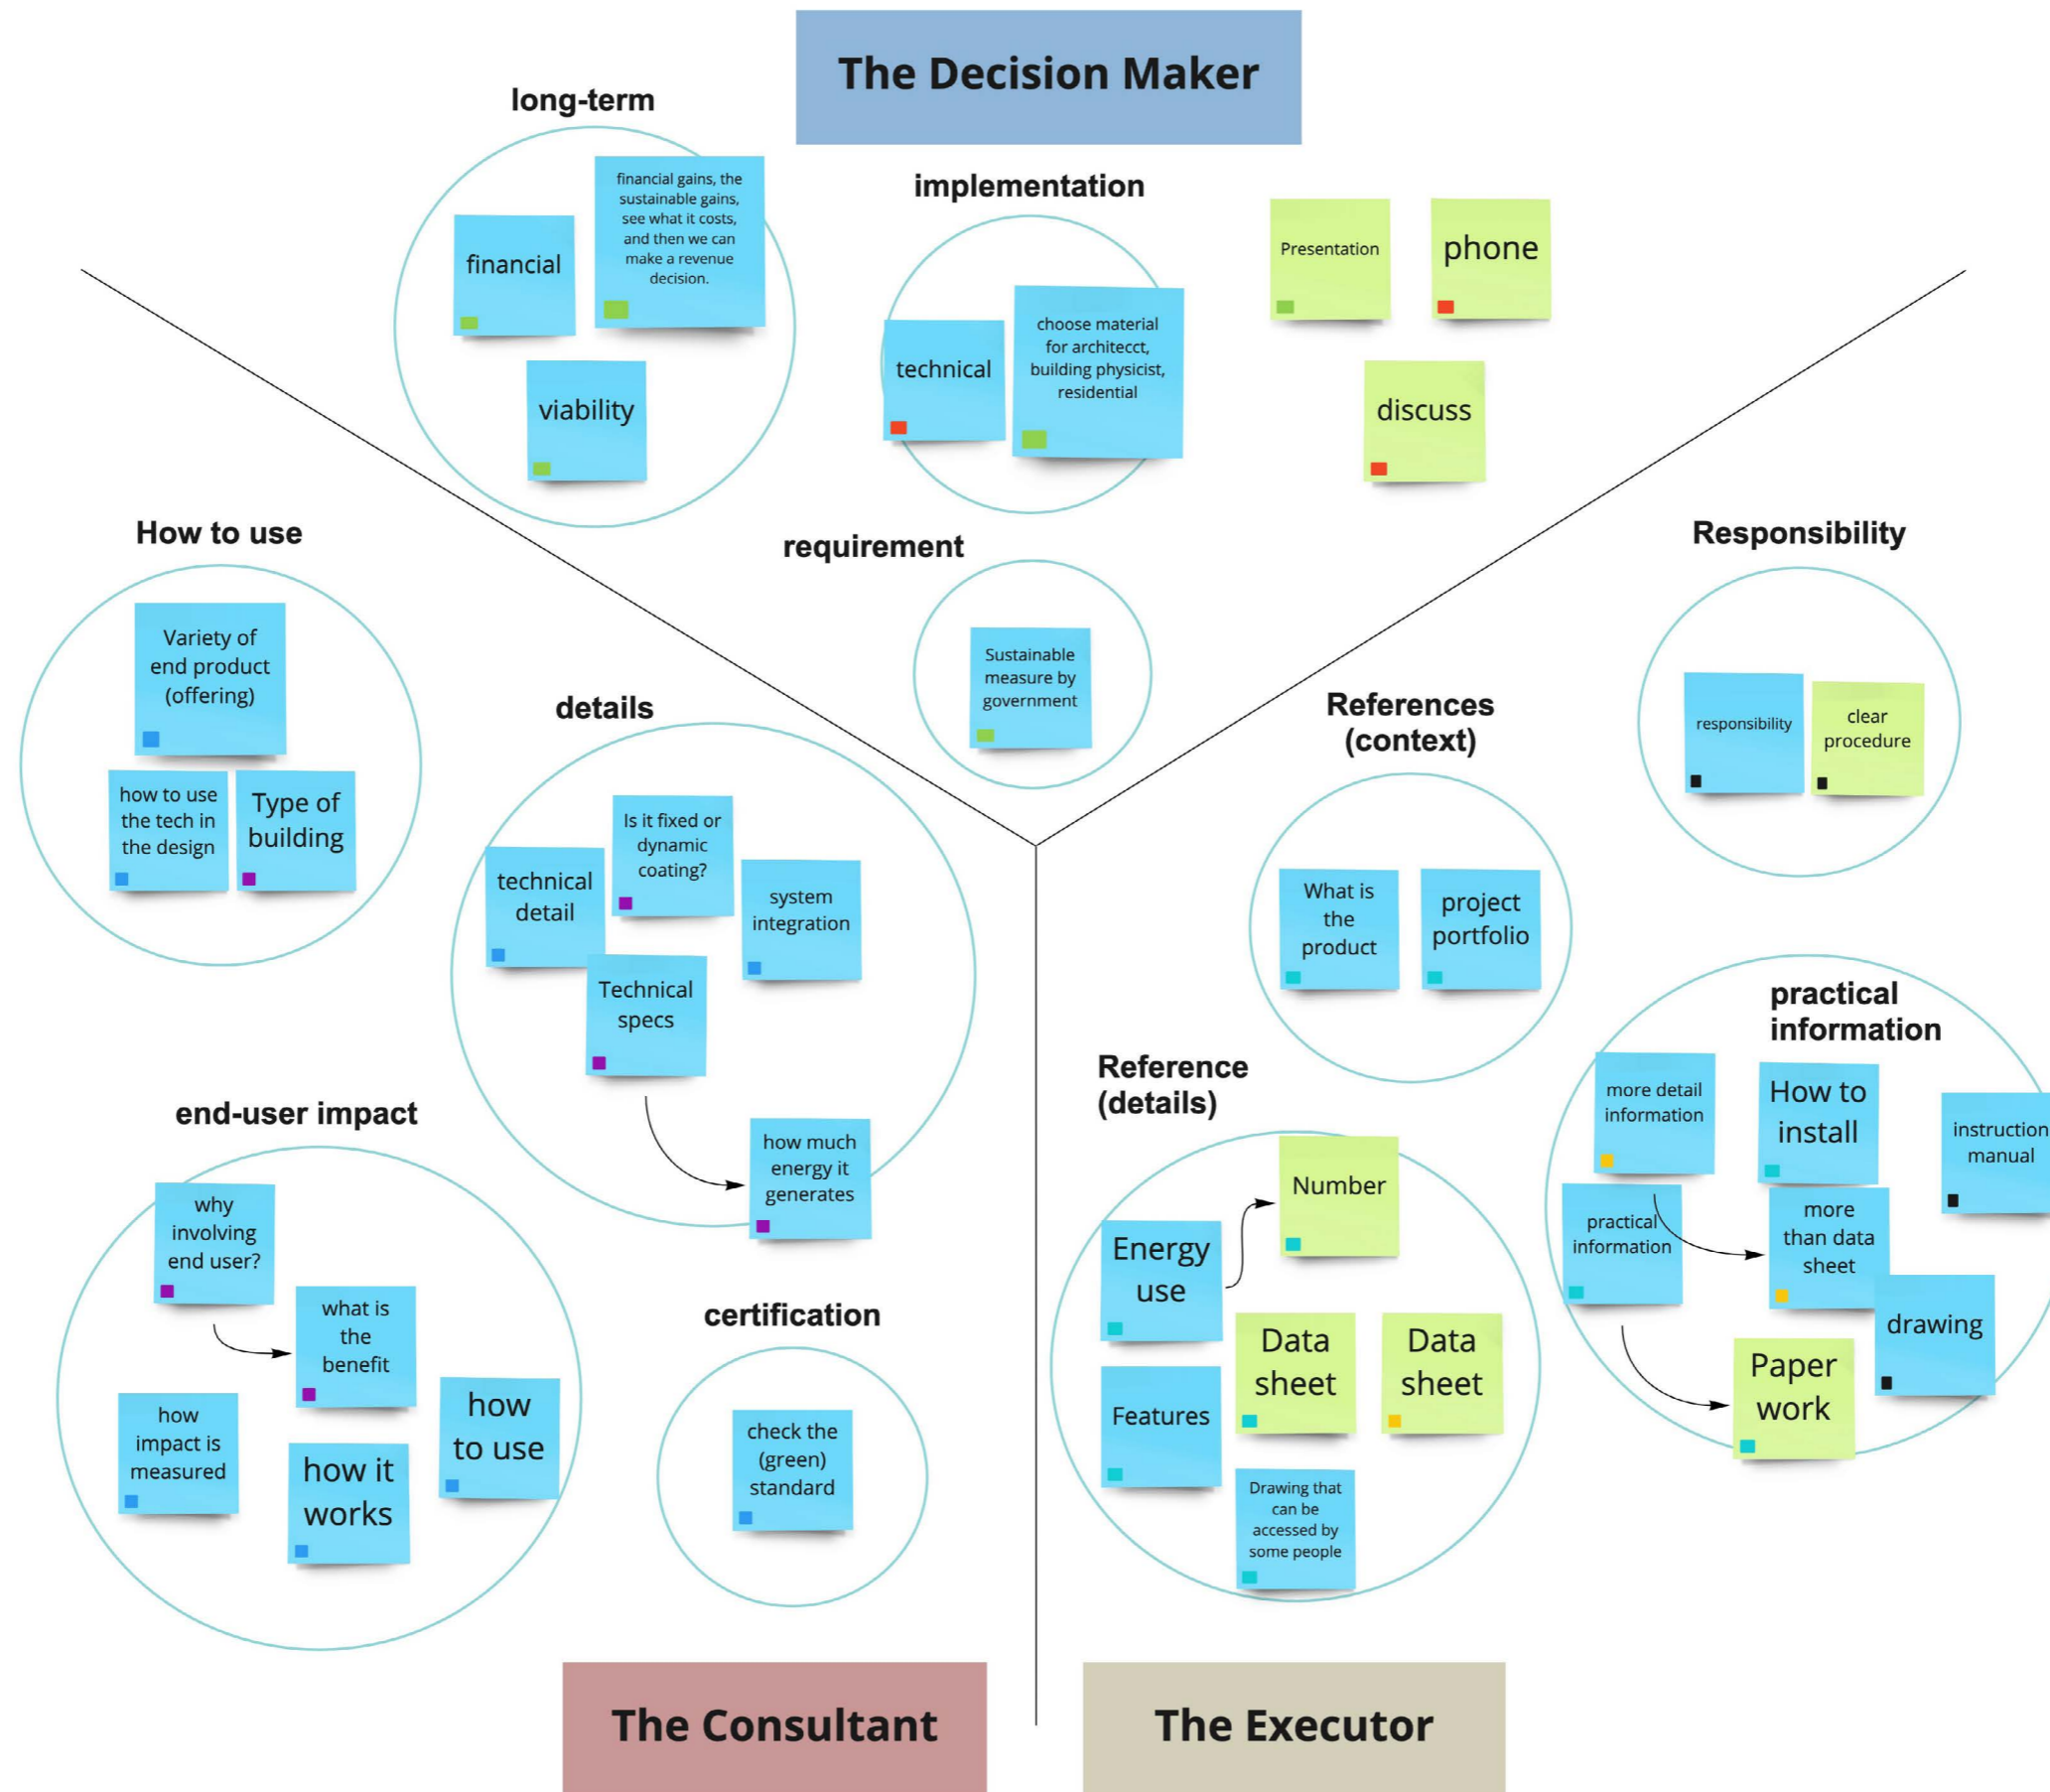 The Decision Maker
long-term
financial
financial gains, the
sustainable gains,
see what it costs,
and then we can
make a revenue
decision.
viability
implementation
technical
choose material
for architecct,
building physicist,
residential
Presentation
phone
discuss
requirement
Sustainable
measure by
government
How to use
Variety of
end product
(offering)
how to use
the tech in
the design
Type of
building
details
technical
detail
Is it fixed or
dynamic
coating?
system
integration
Technical
specs
how much
energy it
generates
end-user impact
why
involving
end user?
what is
the
benefit
how
impact is
measured
how it
works
how
to use
certification
check the
(green)
standard
The Consultant
References
(context)
What is
the
product
project
portfolio
Responsibility
responsibility
clear
procedure
Reference
(details)
Number
Energy
use
Data
sheet
Data
sheet
Features
Drawing that
can be
accessed by
some people
practical
information
more detail
information
How to
install
instruction
manual
practical
information
more
than data
sheet
drawing
Paper
work
The Executor